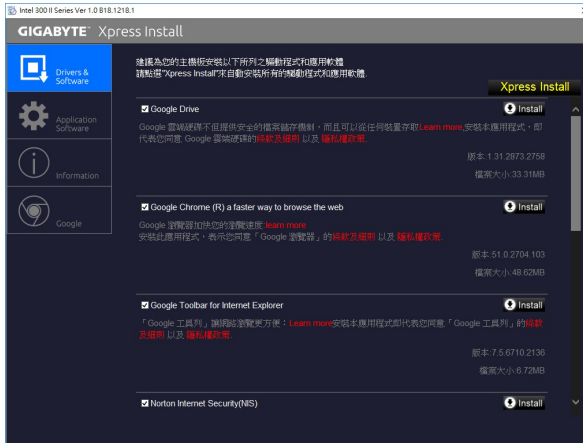 Intel 300 II Series Ver 1.0 B18.1218.1
GIGABYTE™ Xpress Install
Drivers &
Software
Application
Software
Information
Google
建議為您的主機板安裝以下所列之驅動程式和應用軟體
請點選"Xpress Install"來自動安裝所有的驅動程式和應用軟體.
Xpress Install
Google Drive
Install
Google 雲端硬碟不但提供安全的檔案儲存機制，而且可以從任何裝置存取Learn more,安裝本應用程式，即
代表您同意 Google 雲端硬碟的條款及細則 以及 隱私權政策.
版本:1.31.2873.2758
檔案大小:33.31MB
Google Chrome (R) a faster way to browse the web
Install
Google 瀏覽器加快您的瀏覽速度:learn more
安裝此應用程式，表示您同意「Google 瀏覽器」的條款及細則 以及 隱私權政策.
版本:51.0.2704.103
檔案大小:48.62MB
Google Toolbar for Internet Explorer
Install
「Google 工具列」讓網絡瀏覽更方便：Learn more安裝本應用程式即代表您同意「Google 工具列」的條款
及細則 以及 隱私權政策.
版本:7.5.6710.2136
檔案大小:6.72MB
Norton Internet Security(NIS)
Install